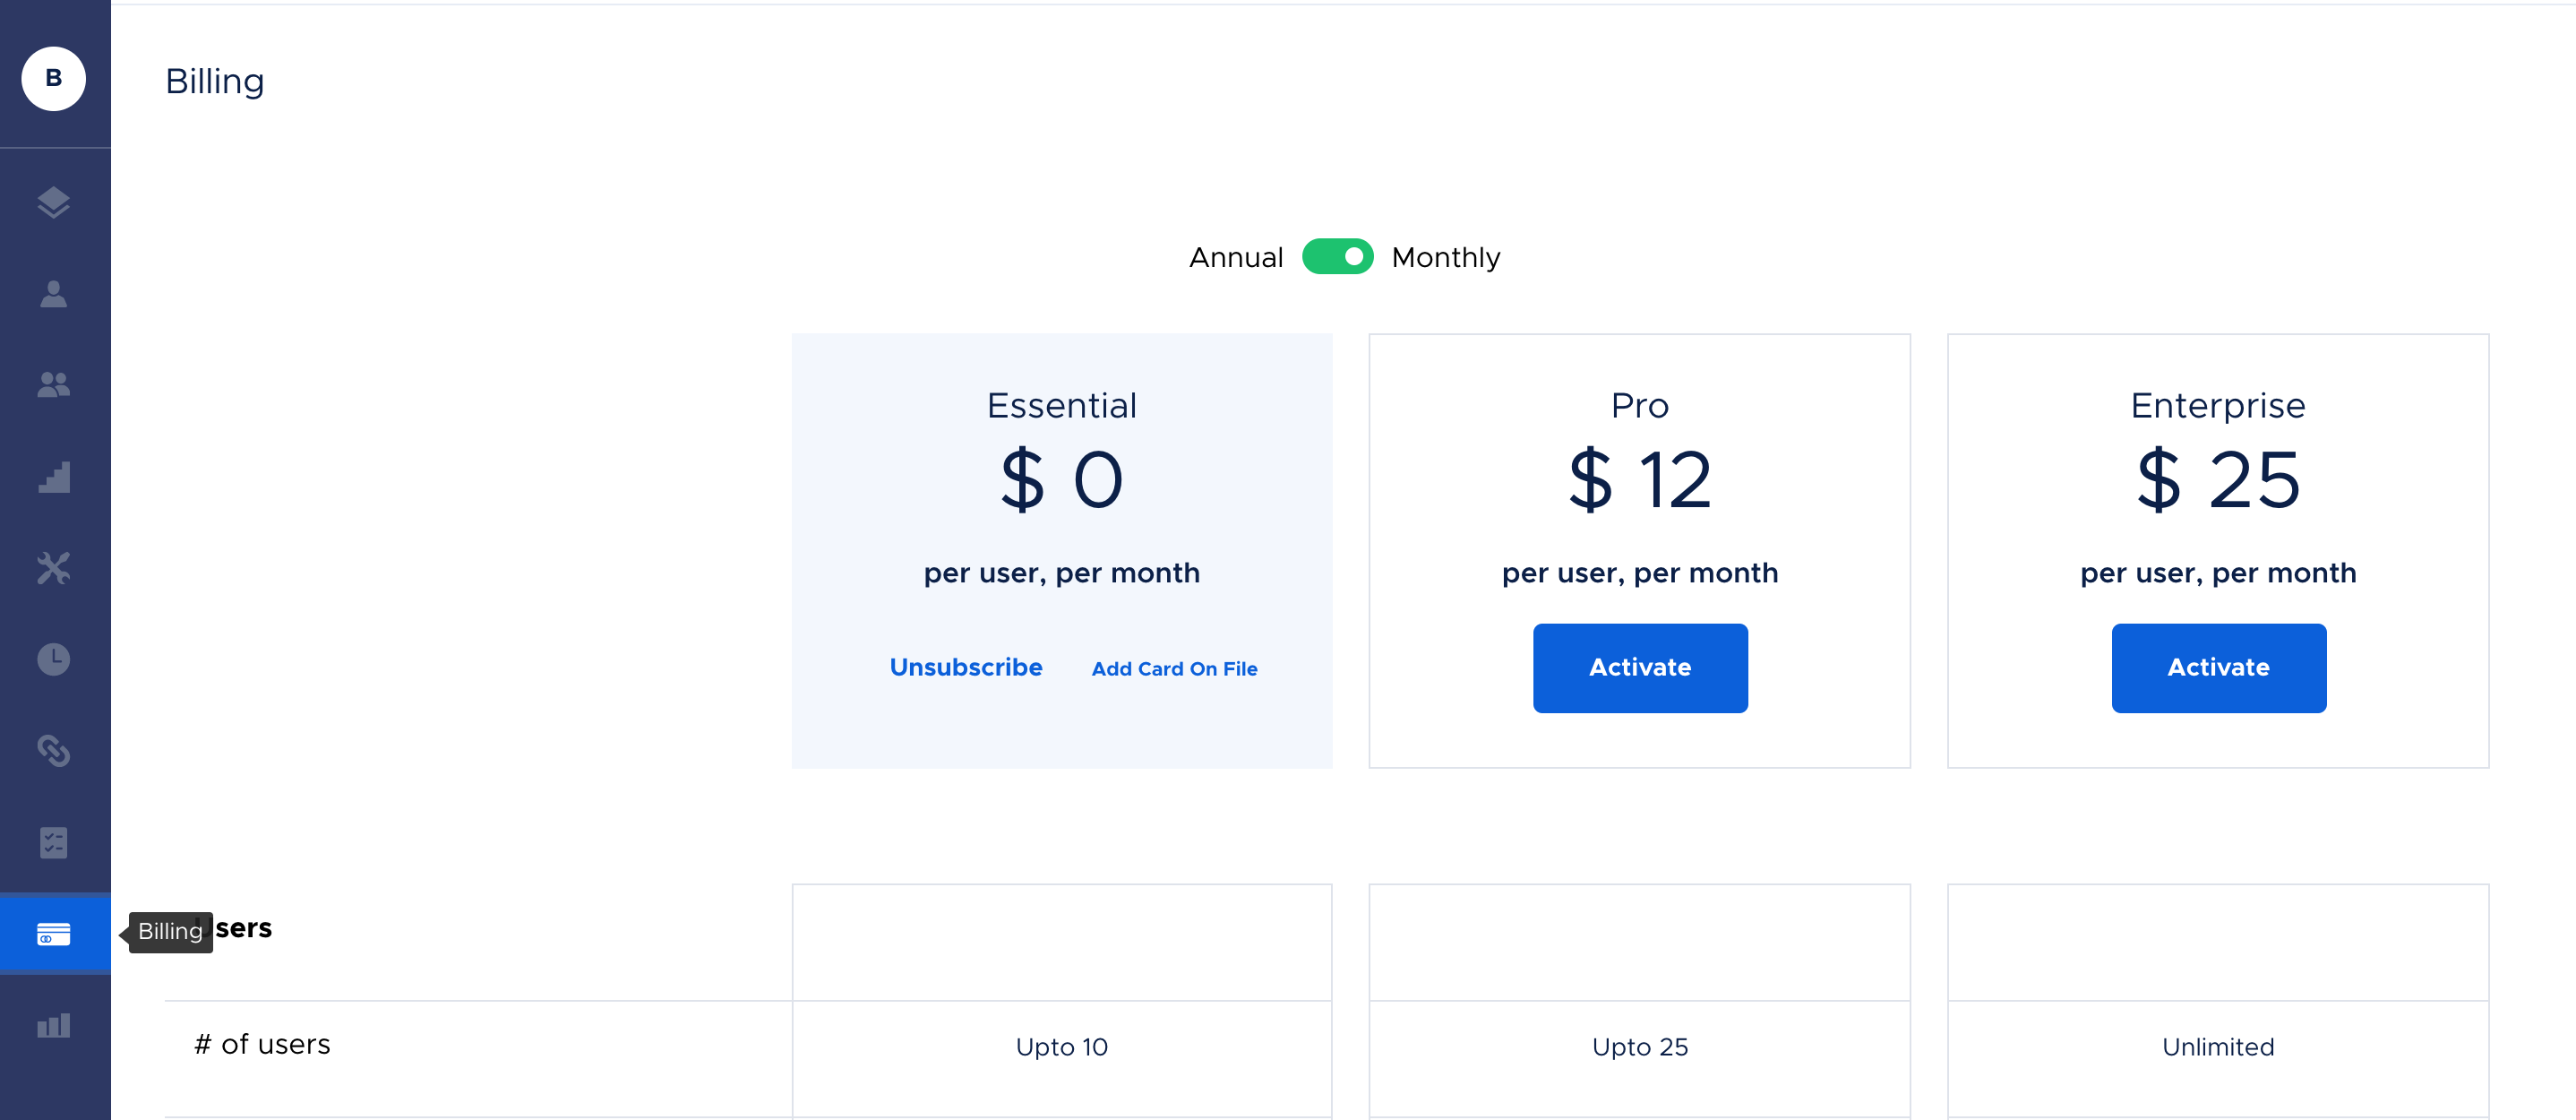 B
Billing
Annual Monthly
Essential
$ 0
per user, per month
Unsubscribe Add Card On File
Pro
$ 12
per user, per month
Activate
Enterprise
$ 25
per user, per month
Activate
Billing
Users
# of users
Upto 10
Upto 25
Unlimited